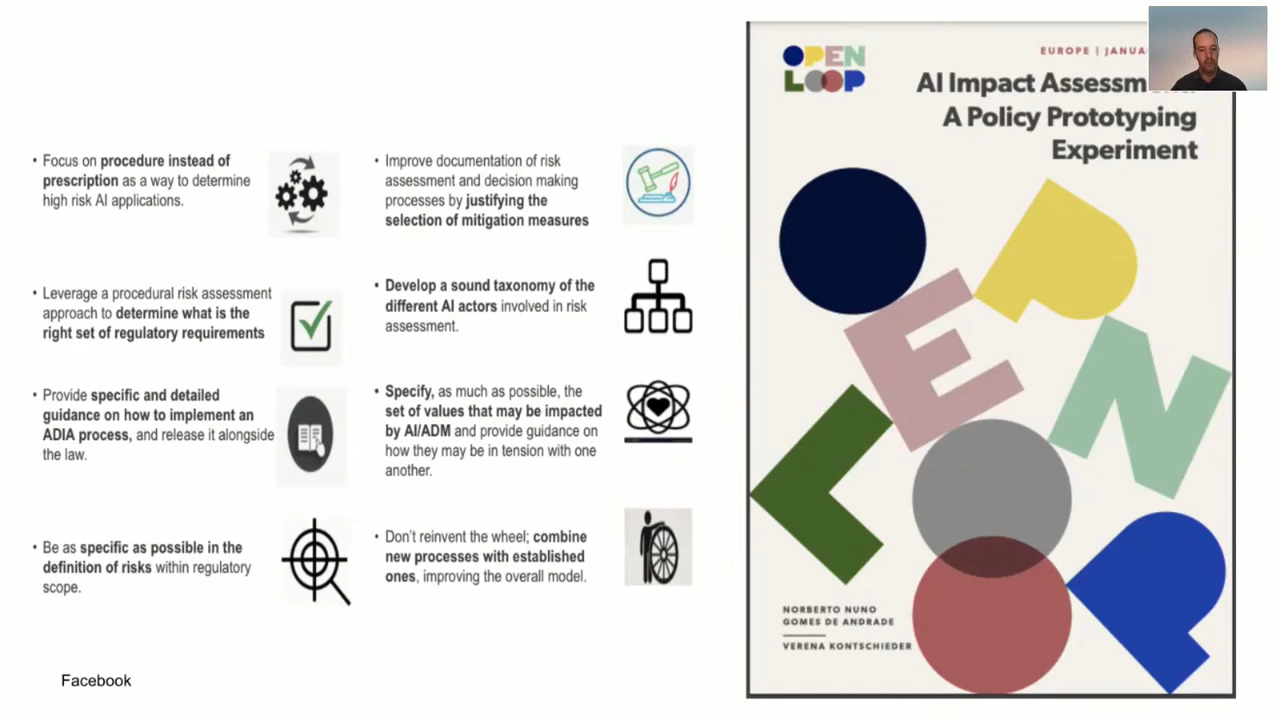 • Focus on procedure instead of
prescription as a way to determine
high risk AI applications.
• Leverage a procedural risk assessment
approach to determine what is the
right set of regulatory requirements
• Provide specific and detailed
guidance on how to implement an
ADIA process, and release it alongside
the law.
• Be as specific as possible in the
definition of risks within regulatory
scope.
• Improve documentation of risk
assessment and decision making
processes by justifying the
selection of mitigation measures
• Develop a sound taxonomy of the
different AI actors involved in risk
assessment.
• Specify, as much as possible, the
set of values that may be impacted
by AI/ADM and provide guidance on
how they may be in tension with one
another.
• Don't reinvent the wheel; combine
new processes with established
ones, improving the overall model.
Facebook
OPEN
LOOP
EUROPE |
AI Impact
A Policy Prototyping
Experiment
OPEN
LOOP
NORBERTO NUNO
GOMES DE ANDRADE
VERENA KONTSCHIEDER